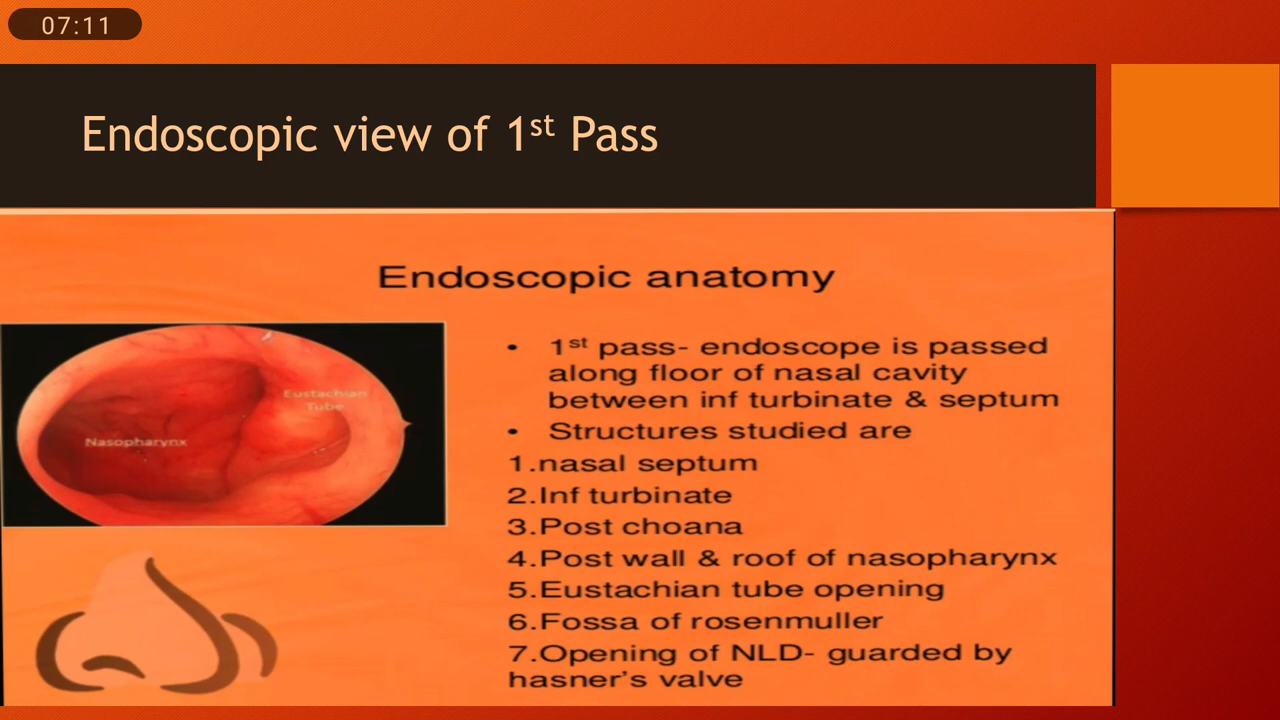 07:11
Endoscopic view of 1st Pass
Endoscopic anatomy
Eustachian
Tube
Nasopharynx
• 1st pass- endoscope is passed
along floor of nasal cavity
between inf turbinate & septum
• Structures studied are
1.nasal septum
2.Inf turbinate
3.Post choana
4.Post wall & roof of nasopharynx
5.Eustachian tube opening
6.Fossa of rosenmuller
7.Opening of NLD- guarded by
hasner's valve